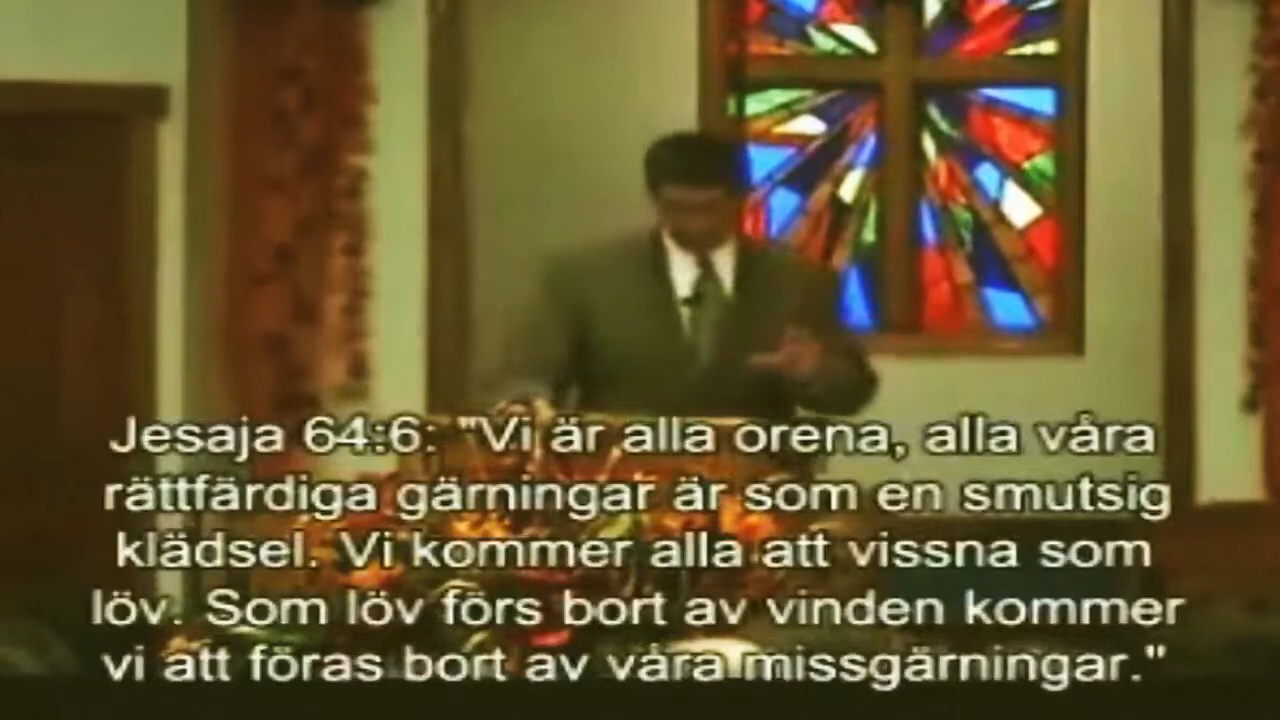 Jesaja 64:6: "Vi är alla orena, alla våra
rättfärdiga gärningar är som en smutsig
klädsel. Vi kommer alla att vissna som
löv. Som löv förs bort av vinden kommer
vi att föras bort av våra missgärningar."